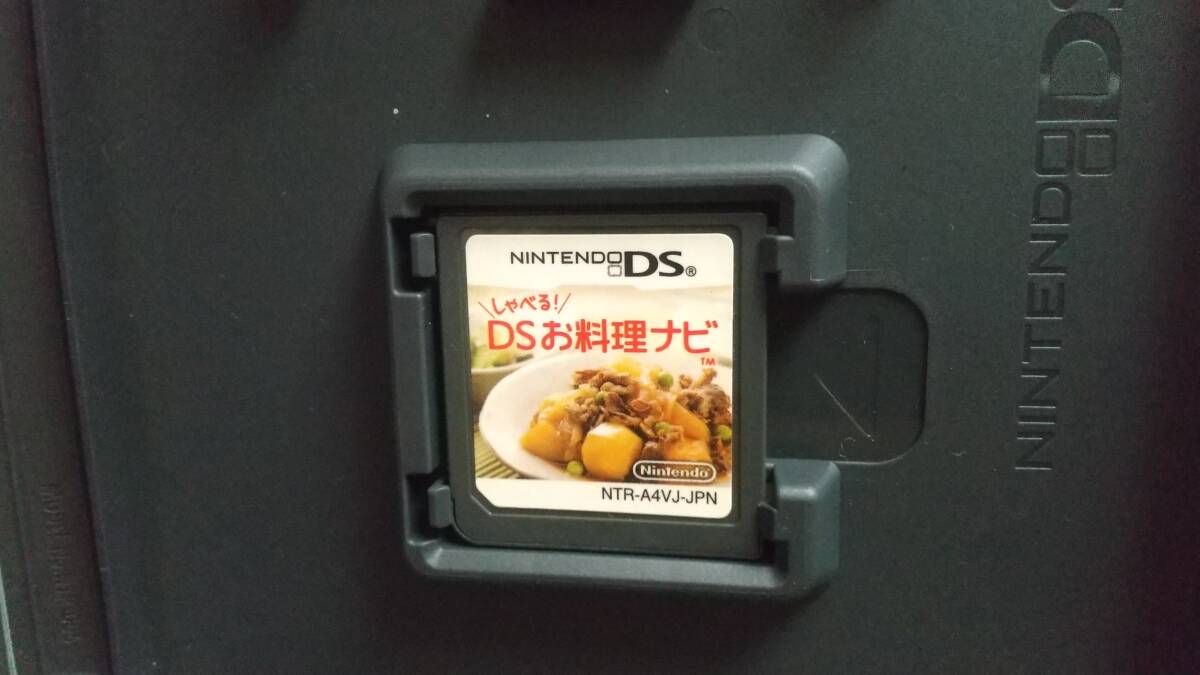 NINTENDO DS®
しゃべる!
DSお料理ナビ
TM
Nintendo
NTR-A4VJ-JPN
NINTENDO DS